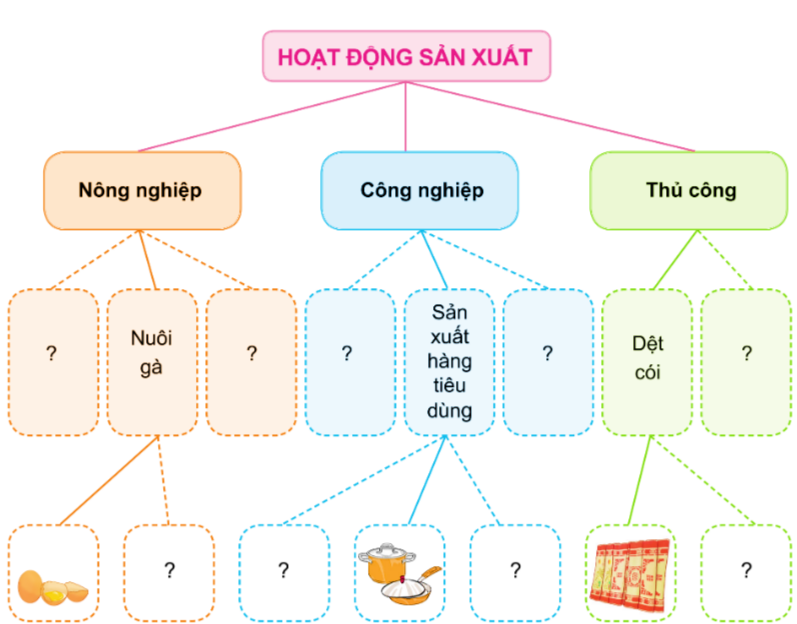 HOẠT ĐỘNG SẢN XUẤT
Nông nghiệp
Công nghiệp
Thủ công
?
Nuôi
gà
?
?
Sản
xuất
hàng
tiêu
dùng
?
Dệt
cói
?
?
?
?
?